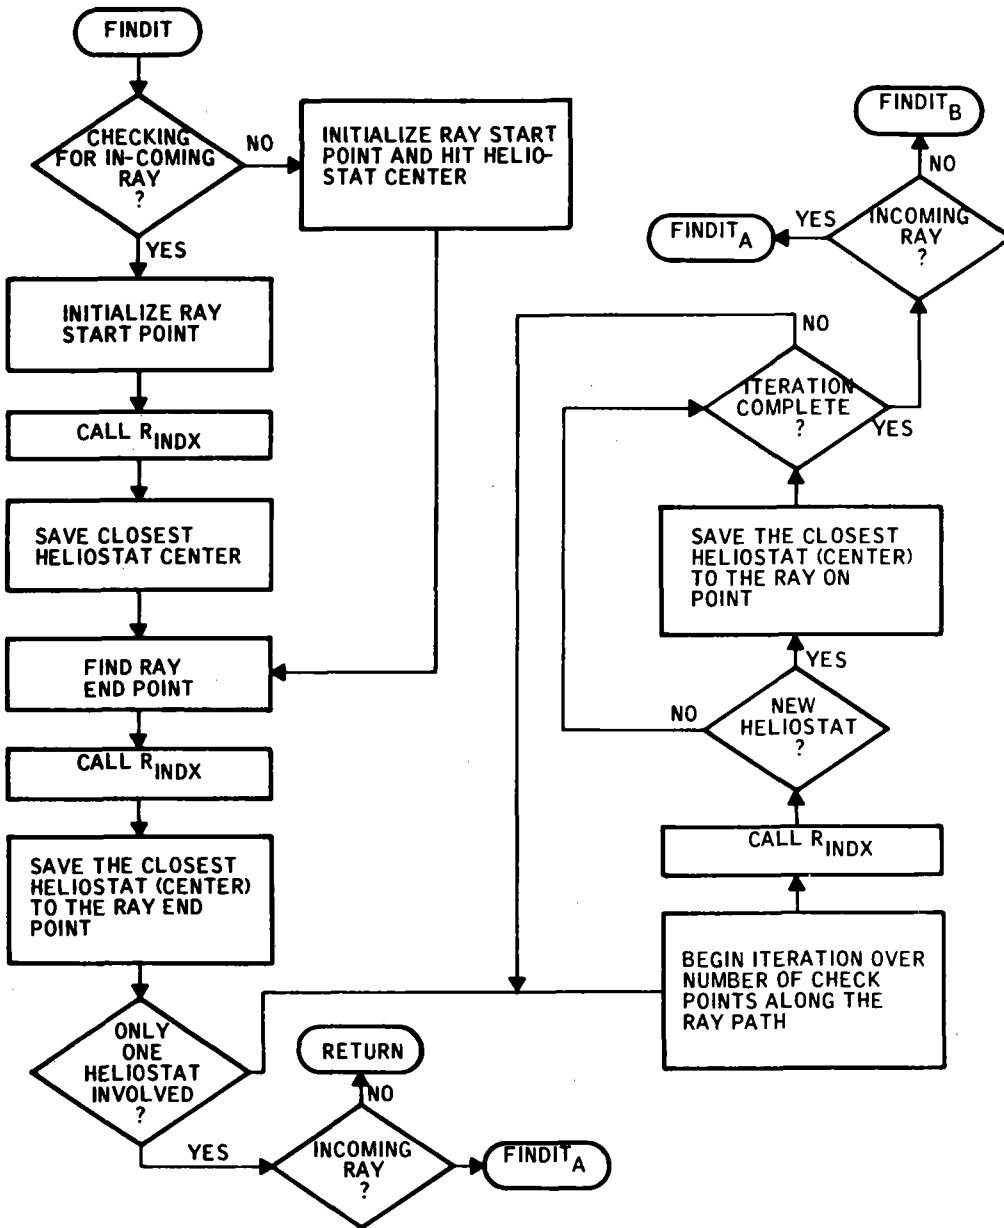 FINDIT
CHECKING
FOR IN-COMING
RAY
?
NO
YES
INITIALIZE RAY START
POINT AND HIT HELIO-
STAT CENTER
INITIALIZE RAY
START POINT
CALL RINDX
SAVE CLOSEST
HELIOSTAT CENTER
FIND RAY
END POINT
CALL RINDX
SAVE THE CLOSEST
HELIOSTAT (CENTER)
TO THE RAY END
POINT
ONLY
ONE
HELIOSTAT
INVOLVED
?
YES
INCOMING
RAY
?
NO
RETURN
FINDITA
BEGIN ITERATION OVER
NUMBER OF CHECK
POINTS ALONG THE
RAY PATH
CALL RINDX
NEW
HELIOSTAT
?
NO
YES
SAVE THE CLOSEST
HELIOSTAT (CENTER)
TO THE RAY ON
POINT
ITERATION
COMPLETE
?
NO
YES
INCOMING
RAY
?
YES
FINDITA
NO
FINDITB